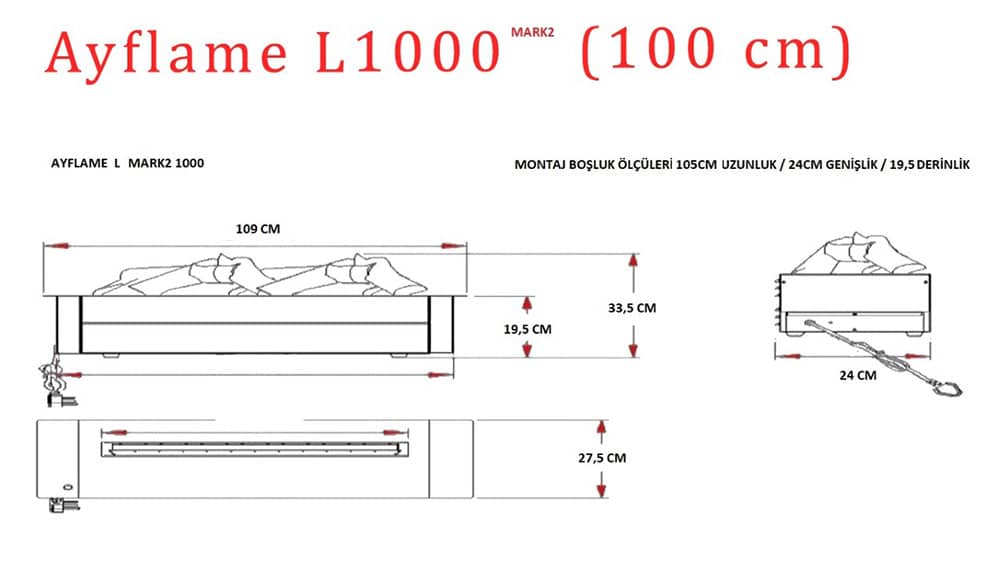 Ayflame L1000 MARK2 (100 cm)
AYFLAME L MARK2 1000
MONTAJ BOŞLUK ÖLÇÜLERİ 105CM UZUNLUK / 24CM GENİŞLİK / 19,5 DERİNLİK
109 CM
33,5 CM
19,5 CM
24 CM
27,5 CM